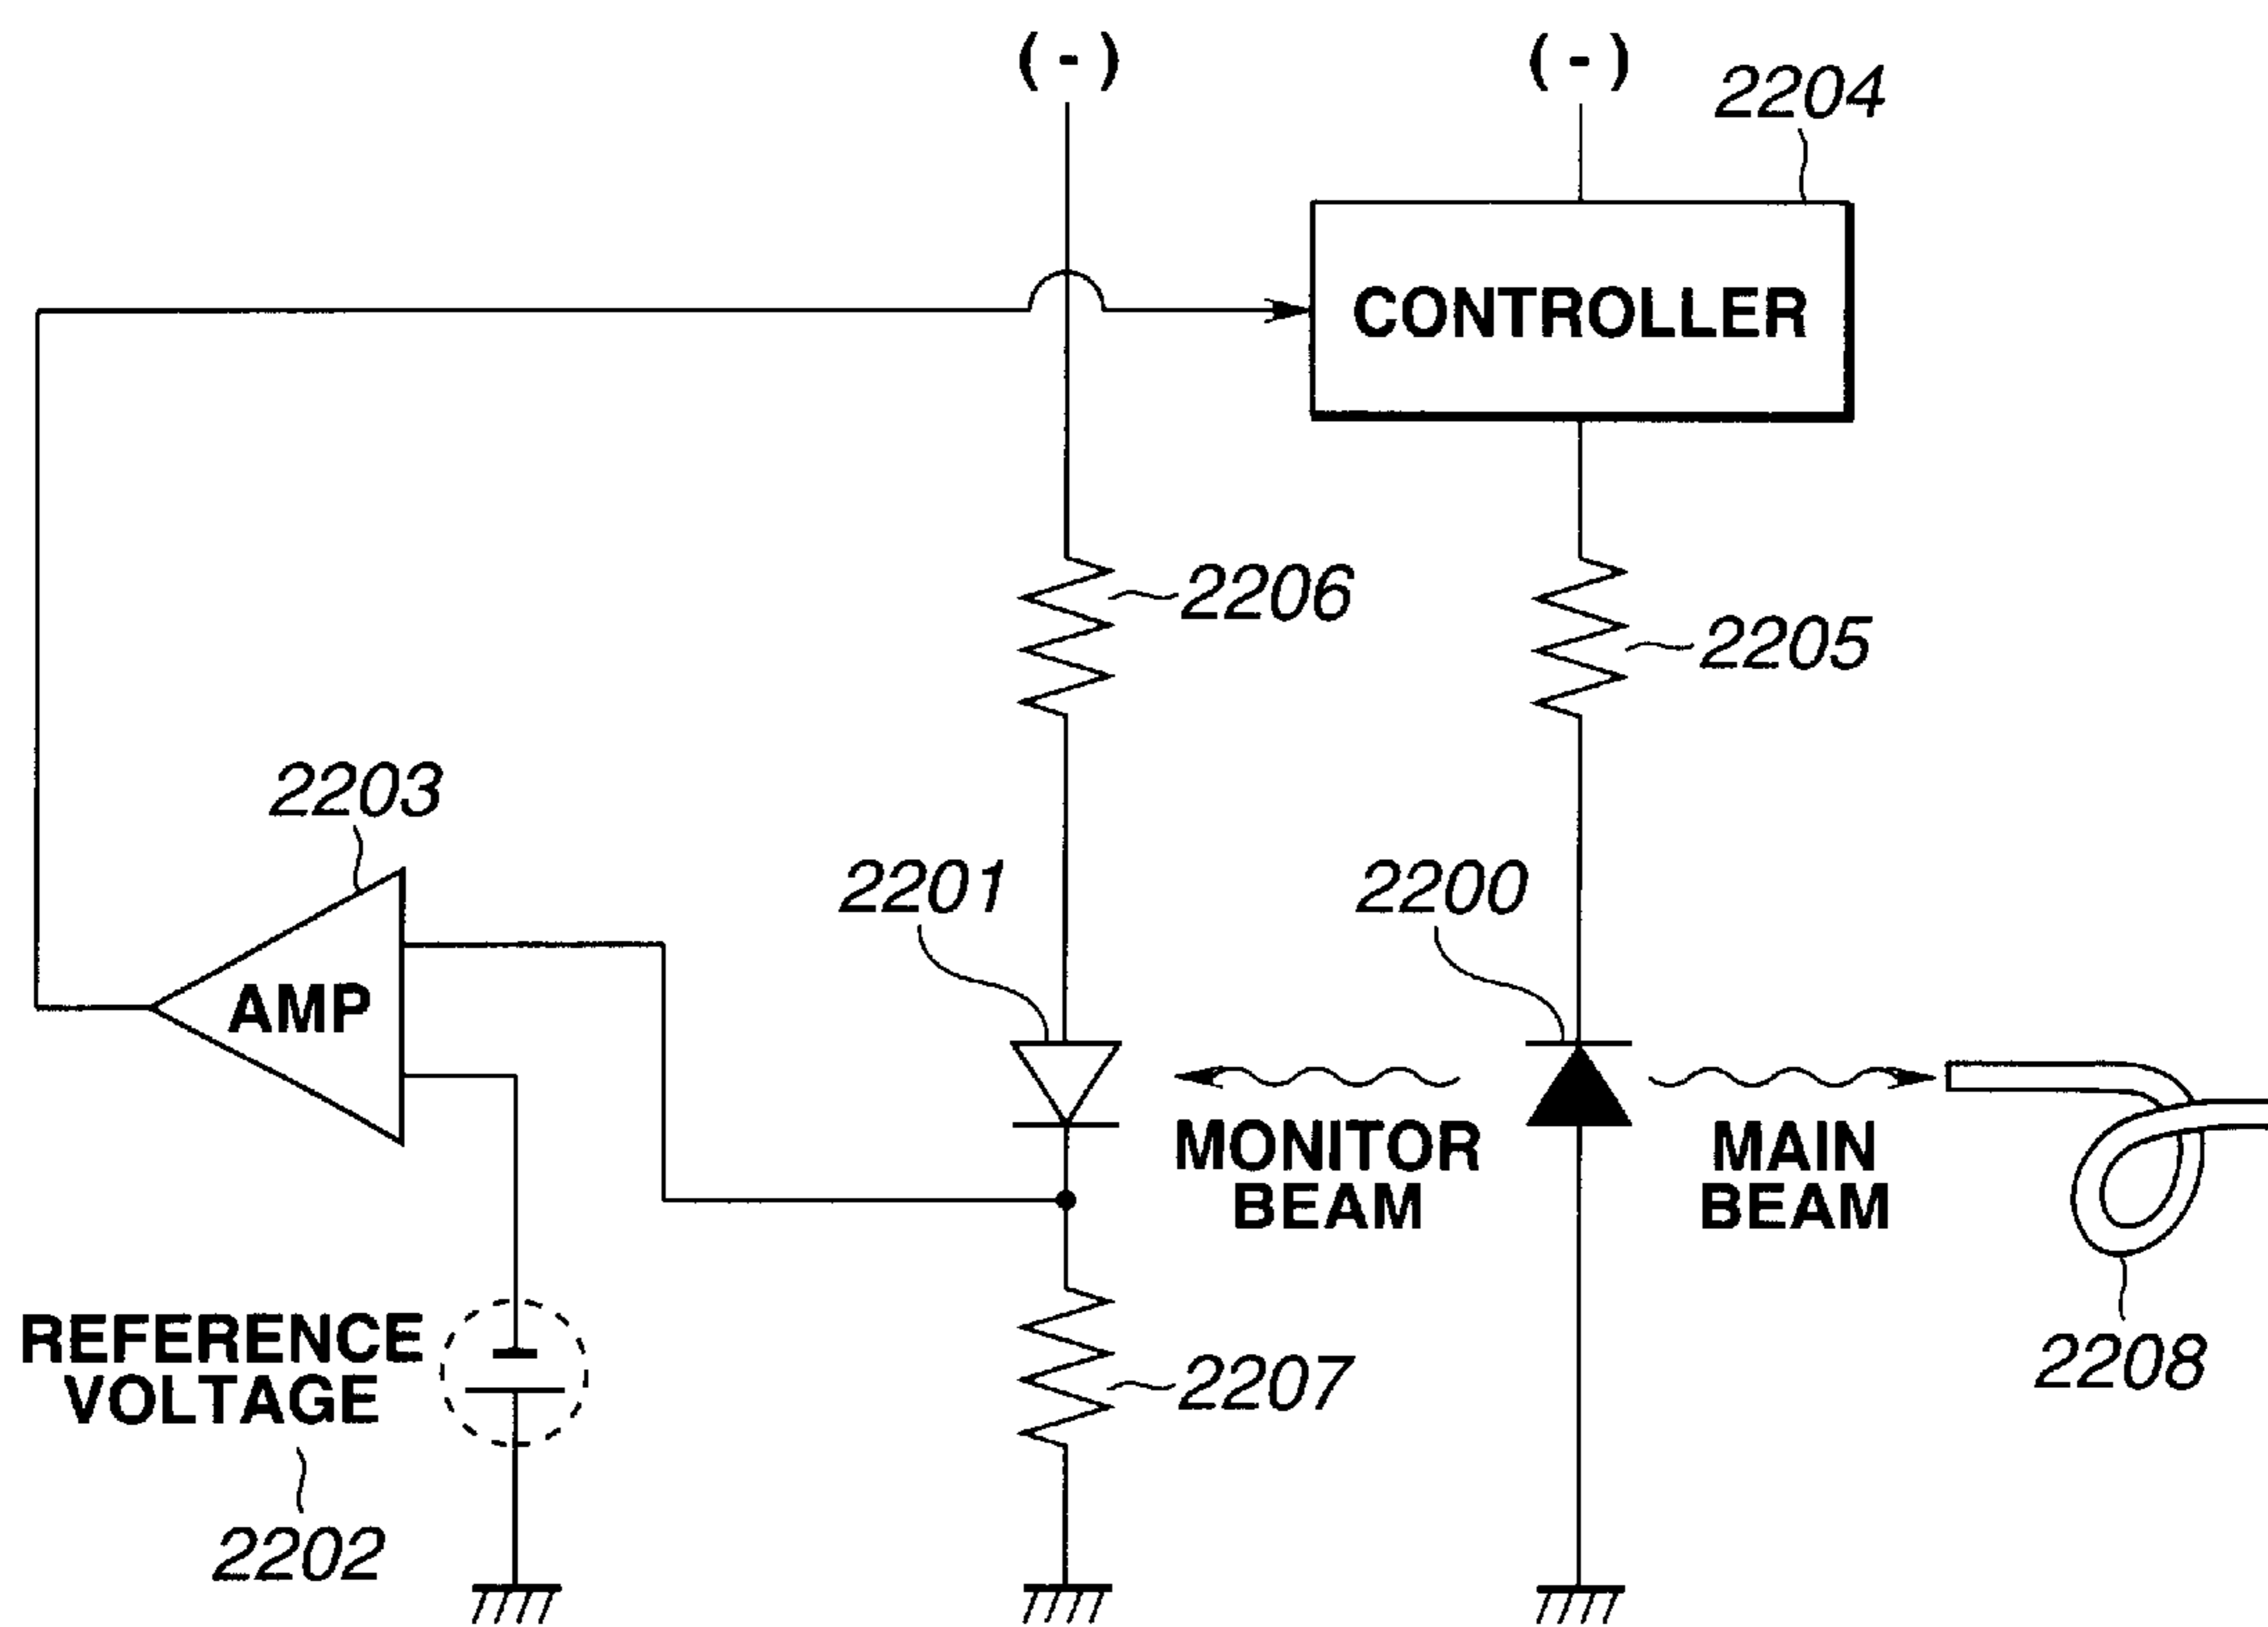 (-)
(-)
2204
CONTROLLER
2206
2205
2203
2201
2200
AMP
MONITOR
BEAM
MAIN
BEAM
REFERENCE
VOLTAGE
2207
2208
2202